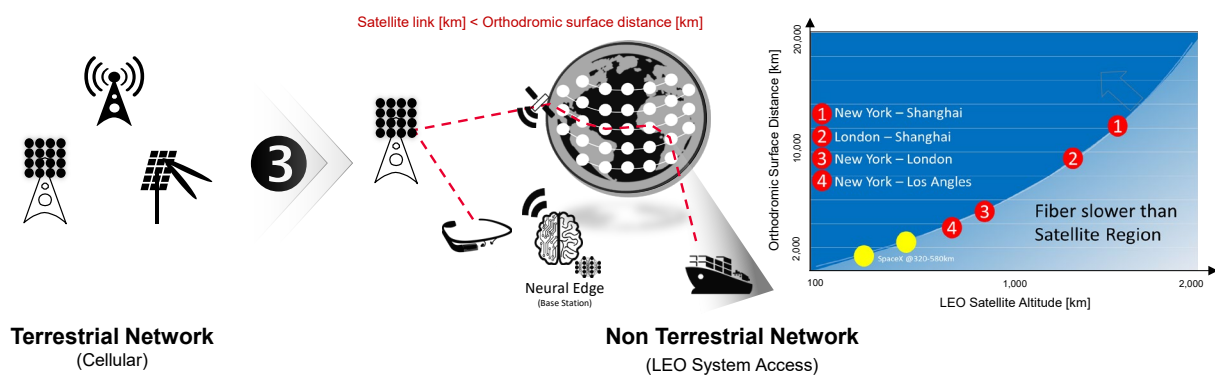 Satellite link [km] < Orthodromic surface distance [km]
3
Neural Edge
(Base Station)
Terrestrial Network
(Cellular)
Non Terrestrial Network
(LEO System Access)
Orthodromic Surface Distance [km]
20,000
10,000
2,000
1 New York – Shanghai
2 London – Shanghai
3 New York – London
4 New York – Los Angles
1
2
3
4
Fiber slower than
Satellite Region
SpaceX @320-580km
100
1,000
2,000
LEO Satellite Altitude [km]